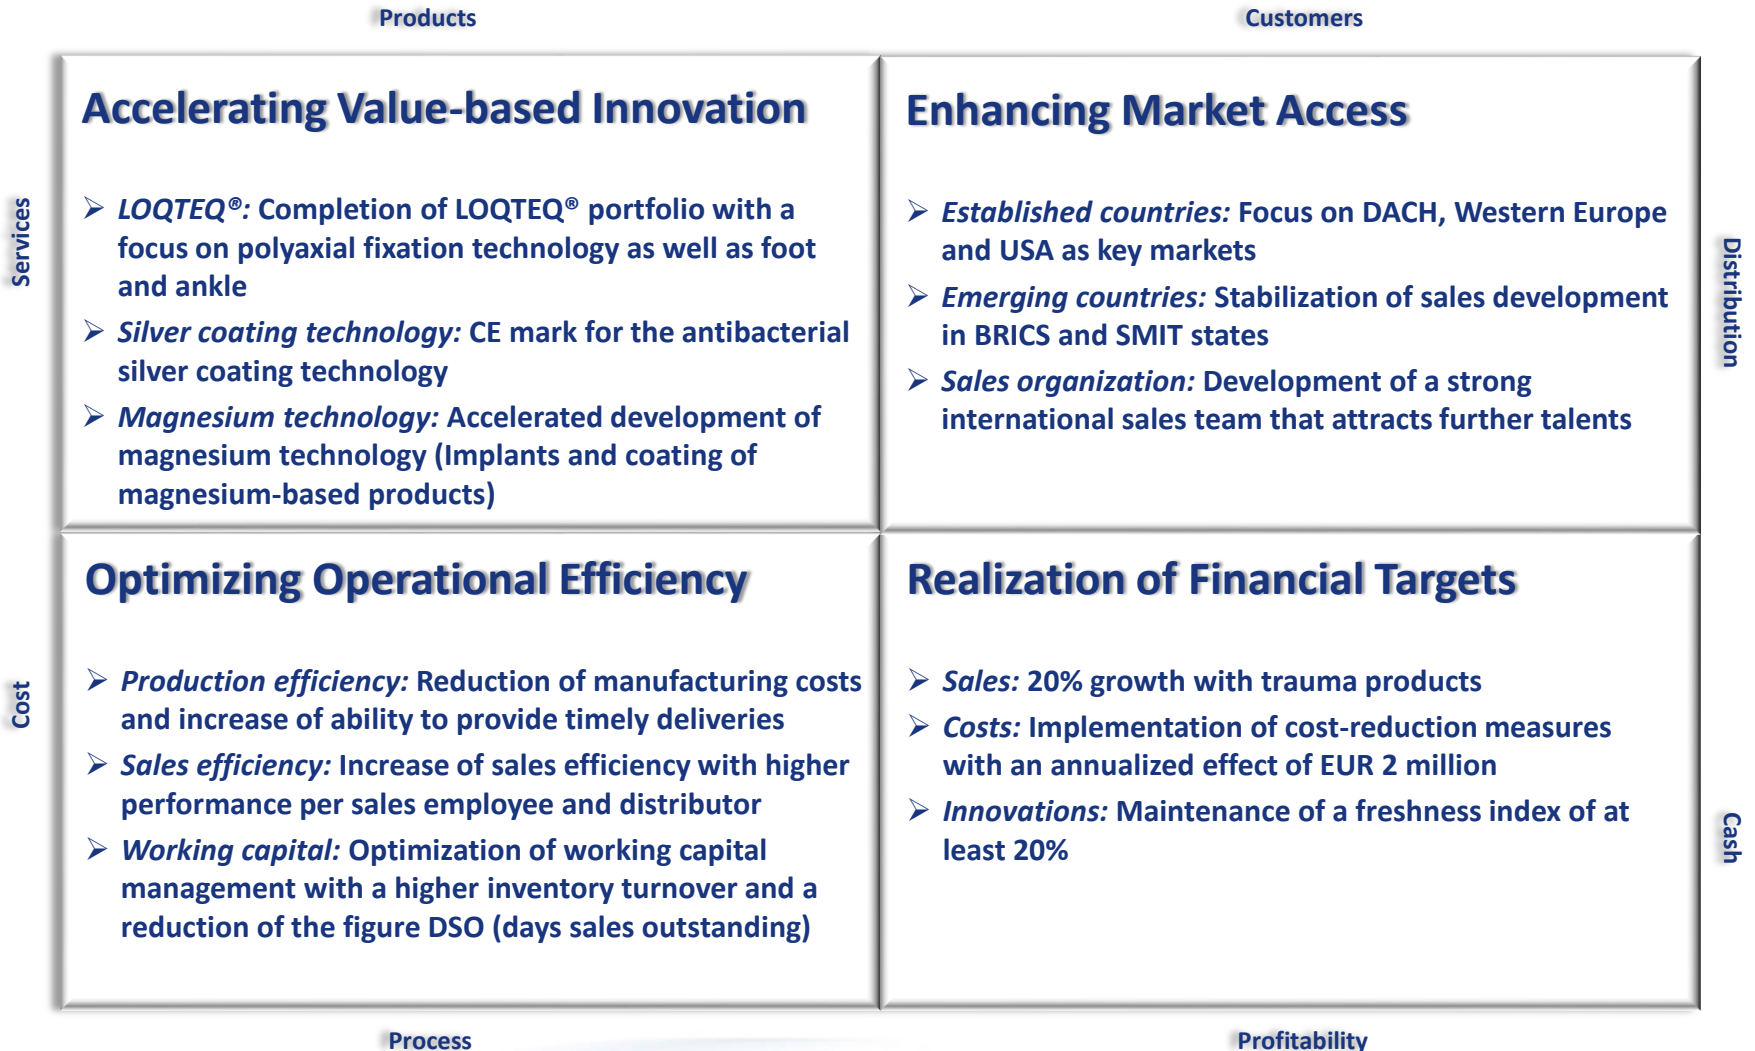 Products
Customers
Services
Accelerating Value-based Innovation
➢ LOQTEQ®: Completion of LOQTEQ® portfolio with a
focus on polyaxial fixation technology as well as foot
and ankle
➢ Silver coating technology: CE mark for the antibacterial
silver coating technology
➢ Magnesium technology: Accelerated development of
magnesium technology (Implants and coating of
magnesium-based products)
Enhancing Market Access
➢ Established countries: Focus on DACH, Western Europe
and USA as key markets
➢ Emerging countries: Stabilization of sales development
in BRICS and SMIT states
➢ Sales organization: Development of a strong
international sales team that attracts further talents
Distribution
Cost
Optimizing Operational Efficiency
➢ Production efficiency: Reduction of manufacturing costs
and increase of ability to provide timely deliveries
➢ Sales efficiency: Increase of sales efficiency with higher
performance per sales employee and distributor
➢ Working capital: Optimization of working capital
management with a higher inventory turnover and a
reduction of the figure DSO (days sales outstanding)
Realization of Financial Targets
➢ Sales: 20% growth with trauma products
➢ Costs: Implementation of cost-reduction measures
with an annualized effect of EUR 2 million
➢ Innovations: Maintenance of a freshness index of at
least 20%
Cash
Process
Profitability